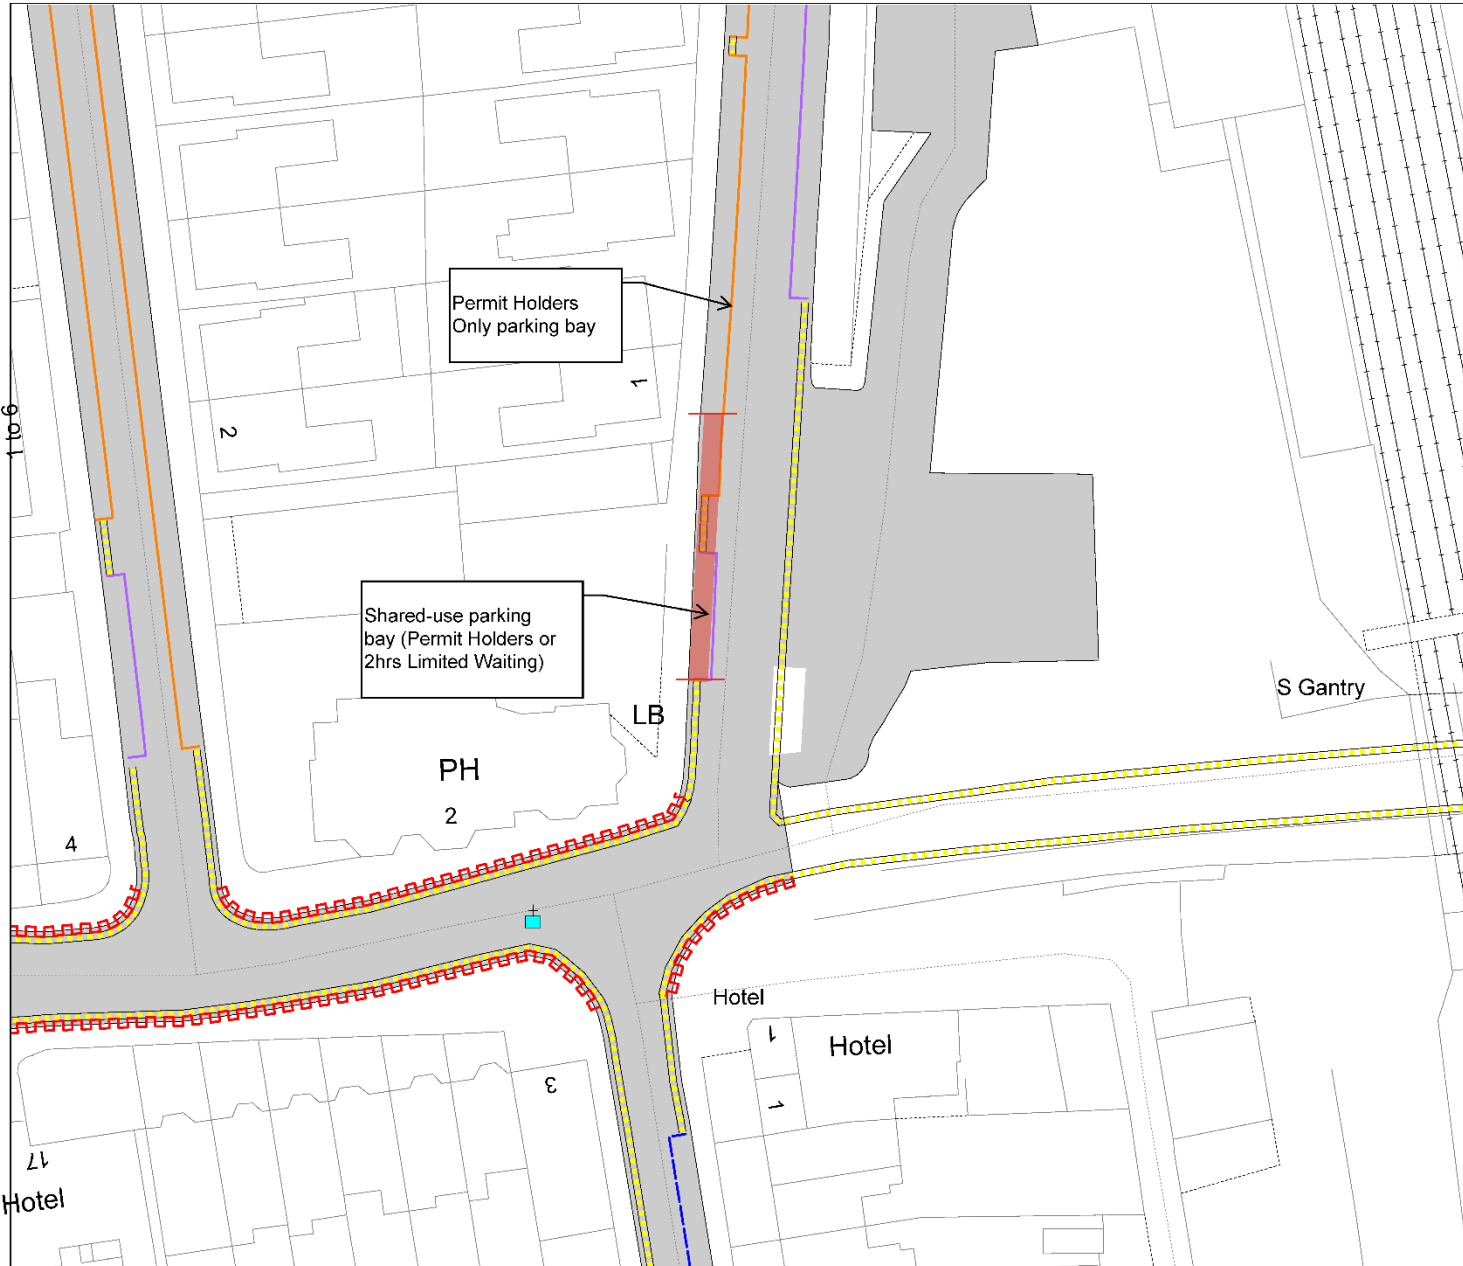 Permit Holders
Only parking bay
1
2
1 to 6
Shared-use parking
bay (Permit Holders or
2hrs Limited Waiting)
S Gantry
LB
PH
2
4
Hotel
1
Hotel
3
1
17
Hotel